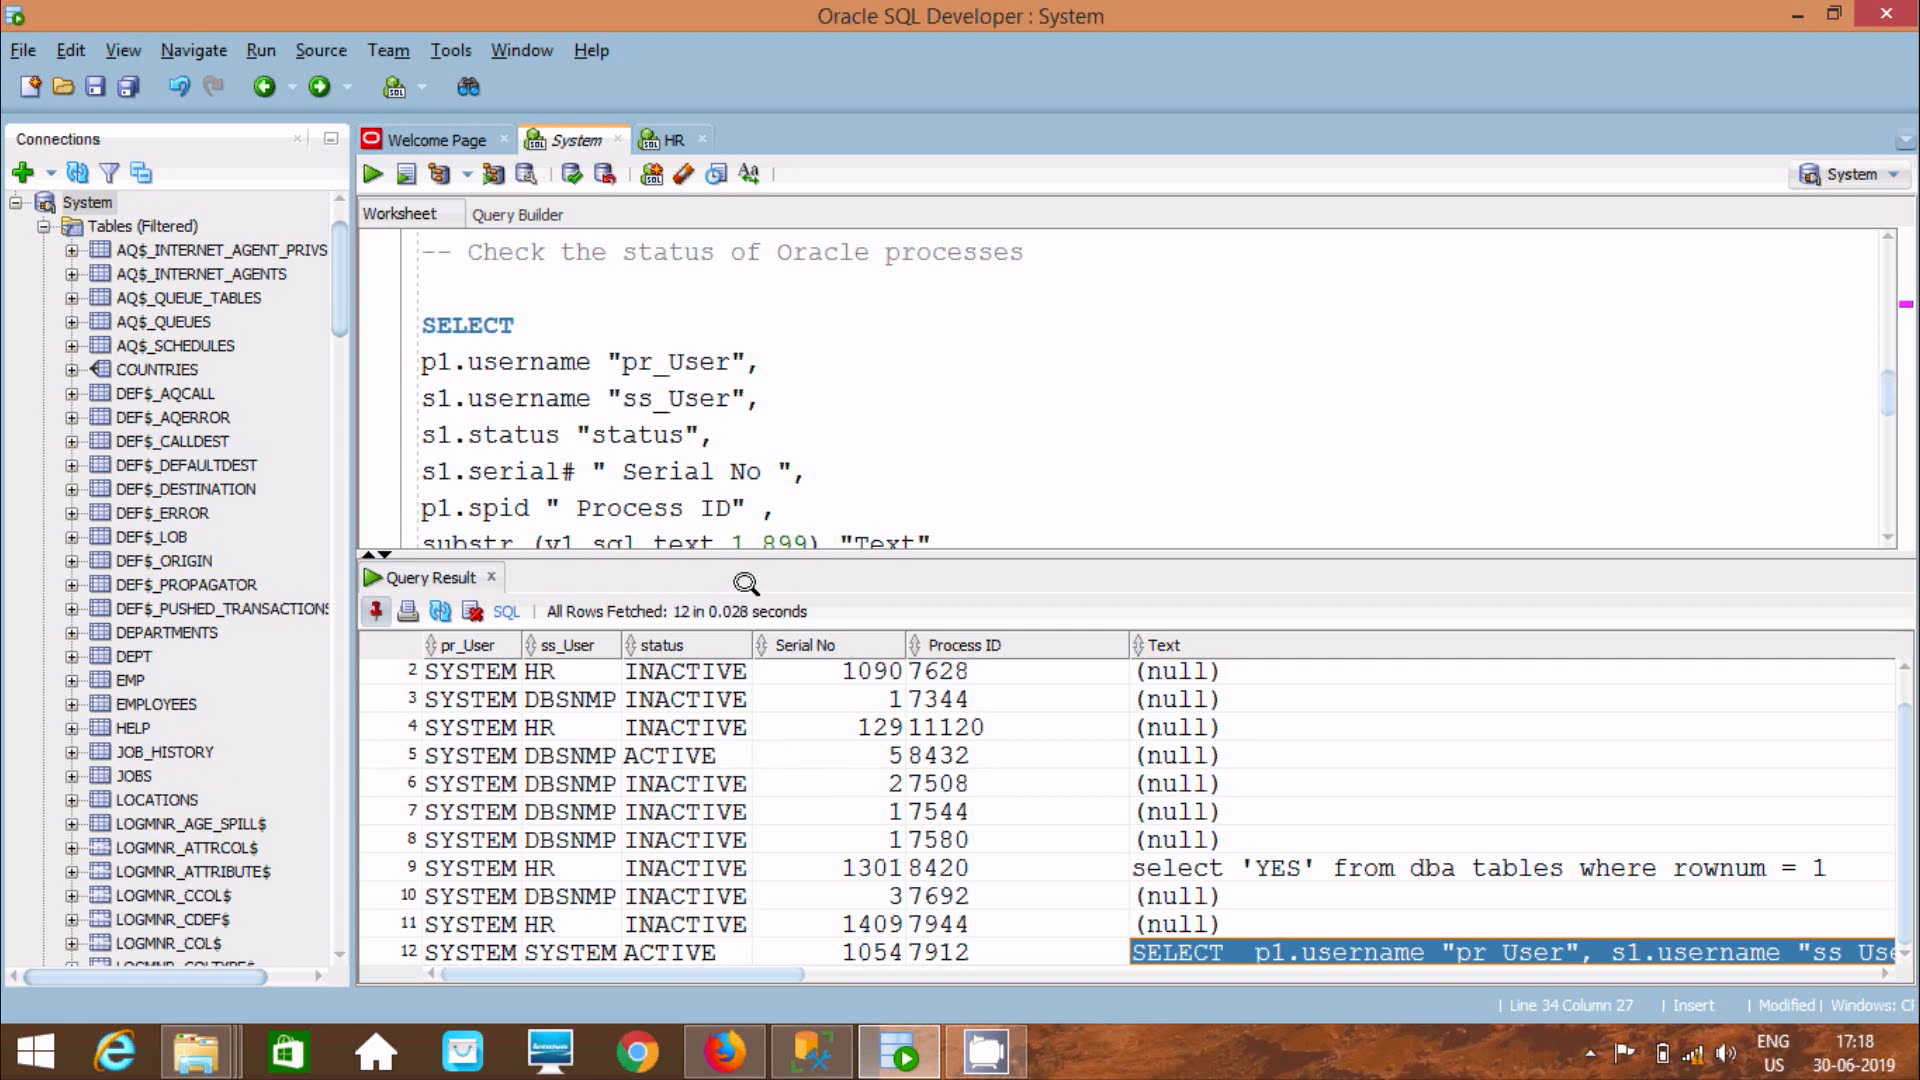 Oracle SQL Developer : System
File Edit View Navigate Run Source Team Tools Window Help
Connections
Welcome Page
System
HR
System
Worksheet
Query Builder
System
Tables (Filtered)
AQ$_INTERNET_AGENT_PRIVS
AQ$_INTERNET_AGENTS
AQ$_QUEUE_TABLES
AQ$_QUEUES
AQ$_SCHEDULES
COUNTRIES
DEF$_AQCALL
DEF$_AQERROR
DEF$_CALLDEST
DEF$_DEFAULTDEST
DEF$_DESTINATION
DEF$_ERROR
DEF$_LOB
DEF$_ORIGIN
DEF$_PROPAGATOR
DEF$_PUSHED_TRANSACTIONS
DEPARTMENTS
DEPT
EMP
EMPLOYEES
HELP
JOB_HISTORY
JOBS
LOCATIONS
LOGMNR_AGE_SPILL$
LOGMNR_ATTRCOL$
LOGMNR_ATTRIBUTE$
LOGMNR_CCOL$
LOGMNR_CDEF$
LOGMNR_COL$
LOGMNR_COLTYPE$
-- Check the status of Oracle processes
SELECT
p1.username "pr_User",
s1.username "ss_User",
s1.status "status",
s1.serial# " Serial No ",
p1.spid " Process ID" ,
substr (v1.sql_text,1,899) "Text"
Query Result
SQL | All Rows Fetched: 12 in 0.028 seconds
pr_User ss_User status Serial No Process ID Text
2 SYSTEM HR INACTIVE 1090 7628 (null)
3 SYSTEM DBSNMP INACTIVE 1 7344 (null)
4 SYSTEM HR INACTIVE 129 11120 (null)
5 SYSTEM DBSNMP ACTIVE 5 8432 (null)
6 SYSTEM DBSNMP INACTIVE 2 7508 (null)
7 SYSTEM DBSNMP INACTIVE 1 7544 (null)
8 SYSTEM DBSNMP INACTIVE 1 7580 (null)
9 SYSTEM HR INACTIVE 1301 8420 select 'YES' from dba tables where rownum = 1
10 SYSTEM DBSNMP INACTIVE 3 7692 (null)
11 SYSTEM HR INACTIVE 1409 7944 (null)
12 SYSTEM SYSTEM ACTIVE 1054 7912 SELECT p1.username "pr User", s1.username "ss Use
| Line 34 Column 27 | Insert | Modified | Windows: C
ENG
US
17:18
30-06-2019